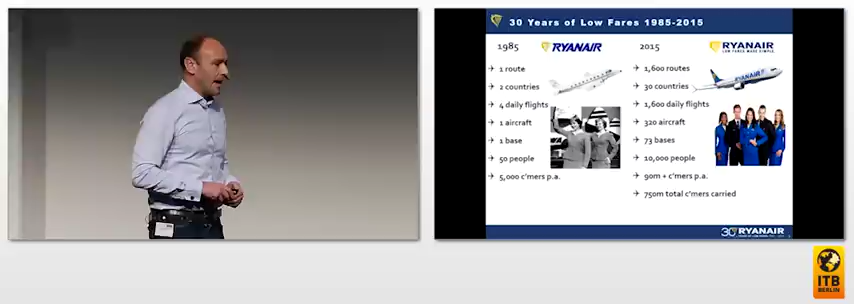 30 Years of Low Fares 1985-2015
1985
RYANAIR
1 route
2 countries
4 daily flights
1 aircraft
1 base
50 people
5,000 c'mers p.a.
2015
RYANAIR
LOW FARES MADE SIMPLE.
1,600 routes
30 countries
RYANAIR
1,600 daily flights
320 aircraft
73 bases
10,000 people
90m + c'mers p.a.
750m total c'mers carried
30 RYANAIR
ITB
BERLIN